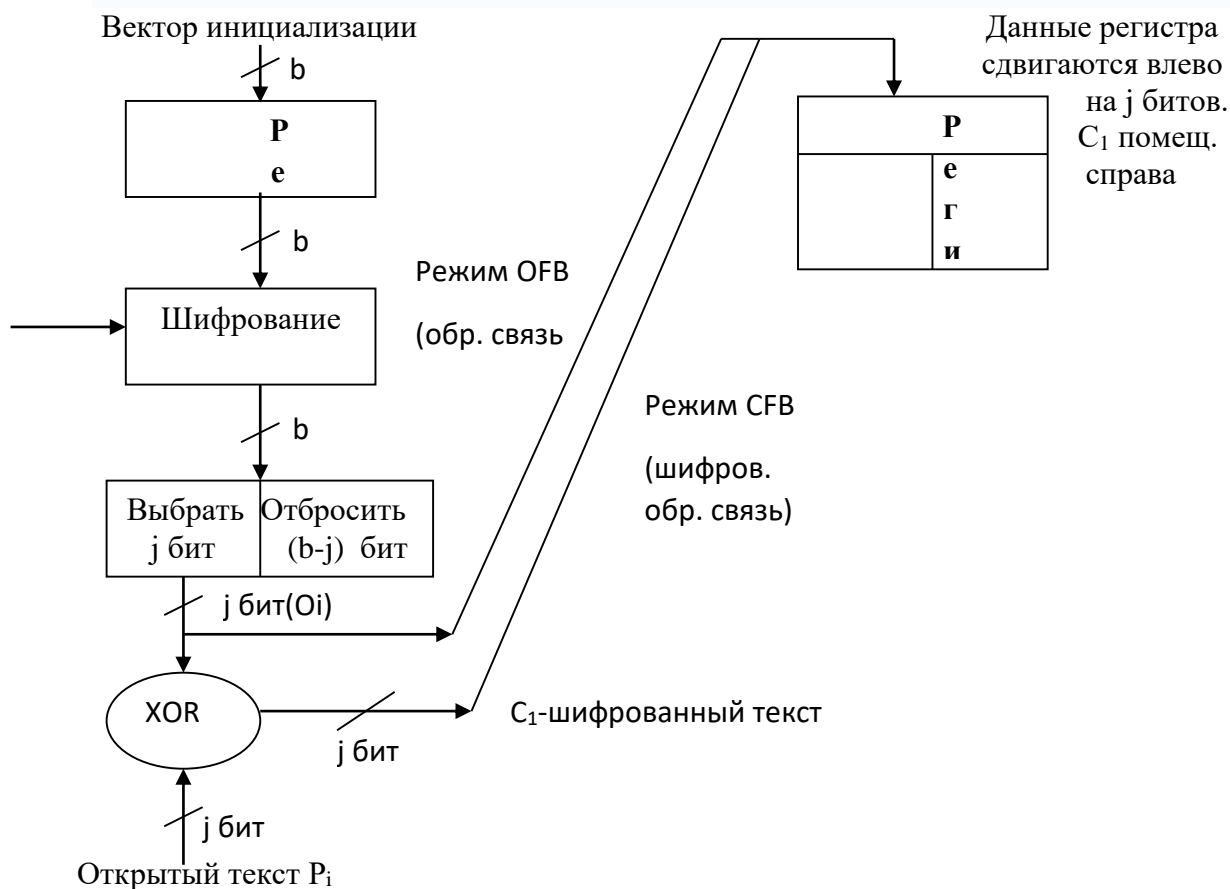 Вектор инициализации
b
Р
е
b
Шифрование
b
Выбрать
j бит
Отбросить
(b-j) бит
j бит(Oi)
XOR
j бит
C₁-шифрованный текст
j бит
Открытый текст Pᵢ
Режим OFB
(обр. связь
Режим CFB
(шифров.
обр. связь)
Р
е
г
и
Данные регистра
сдвигаются влево
на j битов.
C₁ помещ.
справа